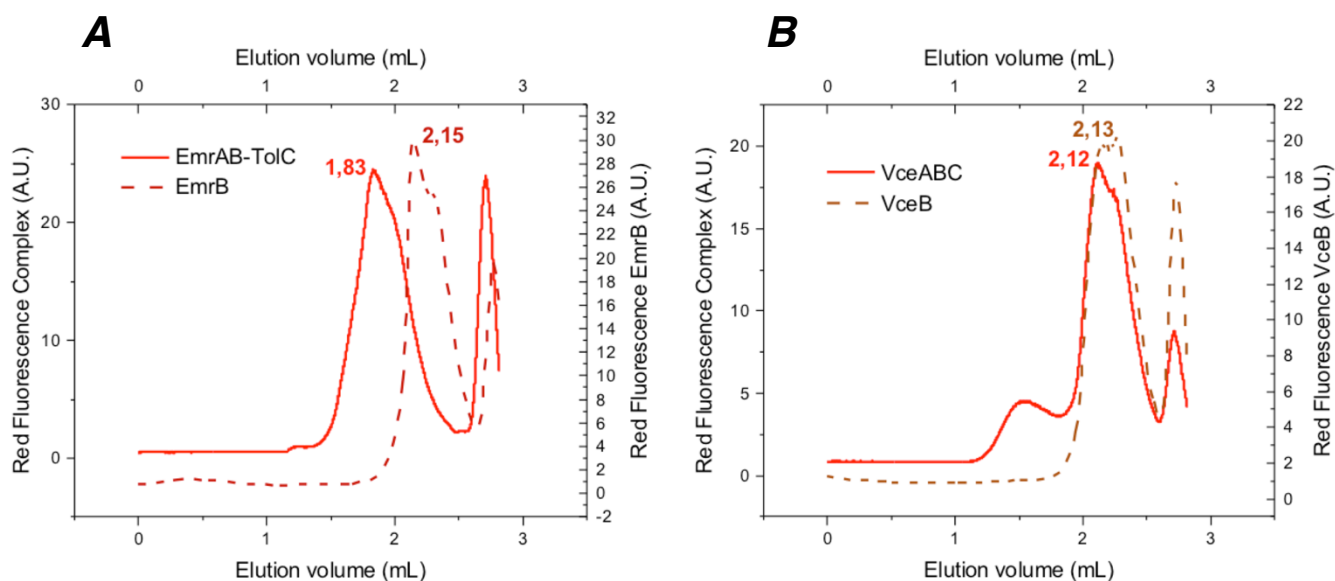 A
Elution volume (mL)
0 1 2 3
30
20
10
0
Red Fluorescence Complex (A.U.)
EmrAB-TolC
EmrB
1,83
2,15
32
30
28
26
24
22
20
18
16
14
12
10
8
6
4
2
0
-2
Red Fluorescence EmrB (A.U.)
0 1 2 3
Elution volume (mL)
B
Elution volume (mL)
0 1 2 3
20
15
10
5
0
Red Fluorescence Complex (A.U.)
VceABC
VceB
2,13
2,12
22
20
18
16
14
12
10
8
6
4
2
0
Red Fluorescence VceB (A.U.)
0 1 2 3
Elution volume (mL)